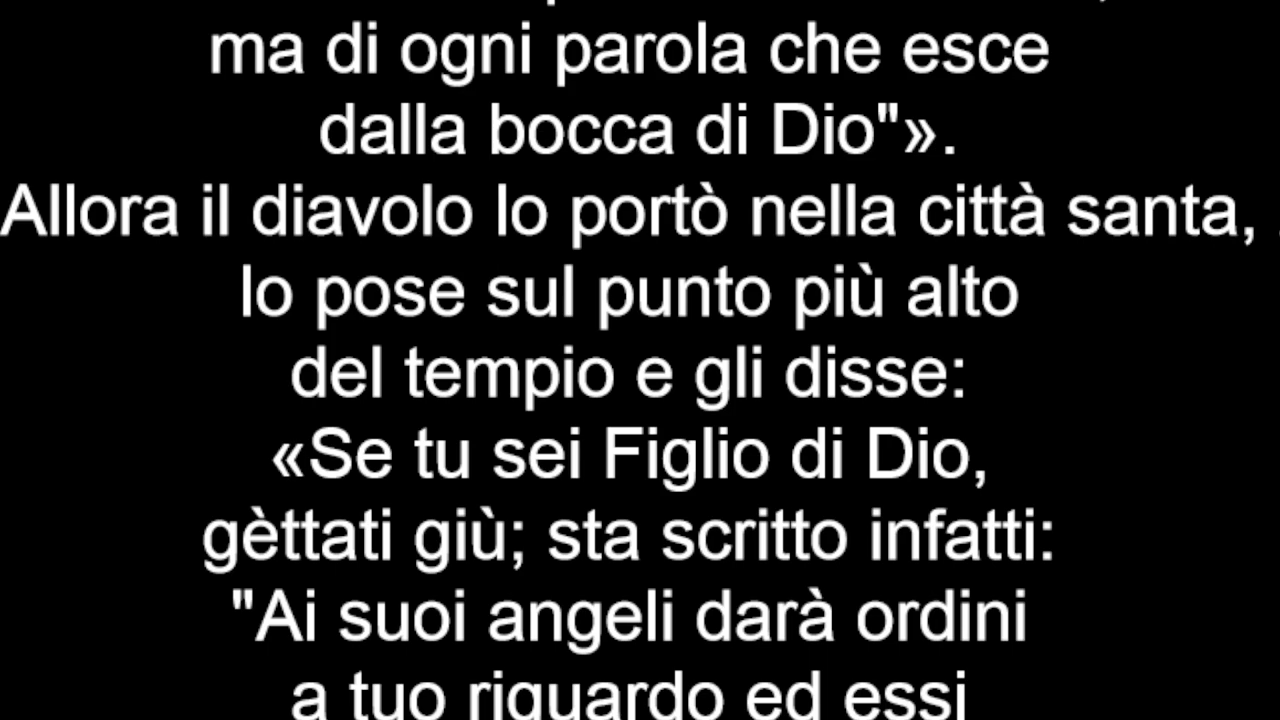 ma di ogni parola che esce
dalla bocca di Dio"».
Allora il diavolo lo portò nella città santa,
lo pose sul punto più alto
del tempio e gli disse:
«Se tu sei Figlio di Dio,
gèttati giù; sta scritto infatti:
"Ai suoi angeli darà ordini
a tuo riguardo ed essi